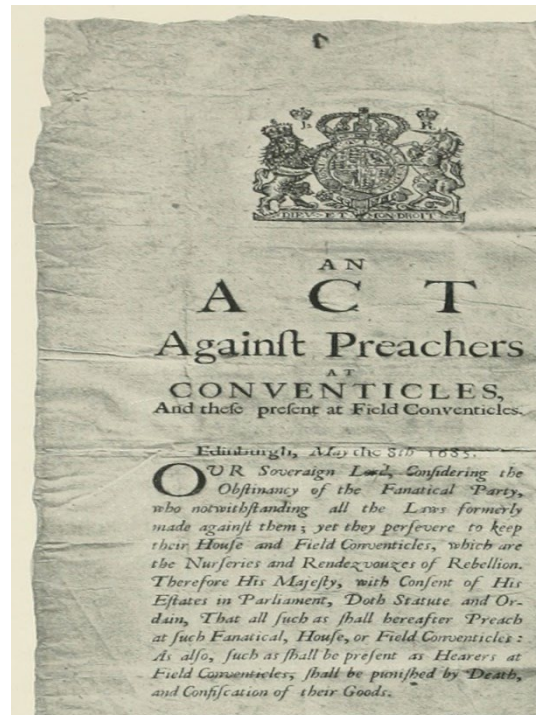 J. R.
DIEV·ET MON·DROIT
AN
ACT
Againſt Preachers
AT
CONVENTICLES,
And theſe preſent at Field Conventicles.
Edinburgh, May the 8th 1685.
OUR Soveraign Lord, Conſidering the
Obſtinancy of the Fanatical Party,
who notwithſtanding all the Laws formerly
made againſt them; yet they perſevere to keep
their Houſe and Field Conventicles, which are
the Nurſeries and Rendezvouzes of Rebellion.
Therefore His Majeſty, with Conſent of His
Eſtates in Parliament, Doth Statute and Or-
dain, That all ſuch as ſhall hereafter Preach
at ſuch Fanatical, Houſe, or Field Conventicles:
As alſo, ſuch as ſhall be preſent as Hearers at
Field Conventicles, ſhall be puniſhed by Death,
and Confiſcation of their Goods.